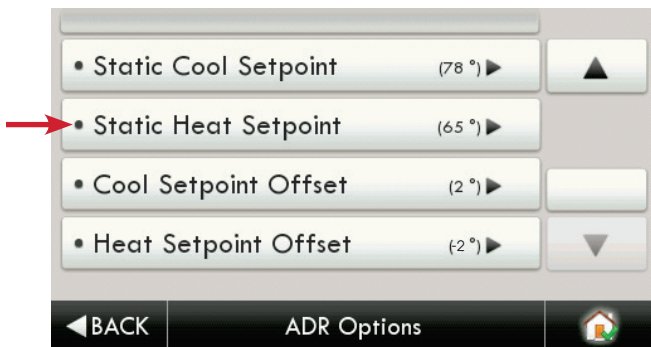 • Static Cool Setpoint (78 °) ▶
• Static Heat Setpoint (65 °) ▶
• Cool Setpoint Offset (2 °) ▶
• Heat Setpoint Offset (-2 °) ▶
◀ BACK ADR Options